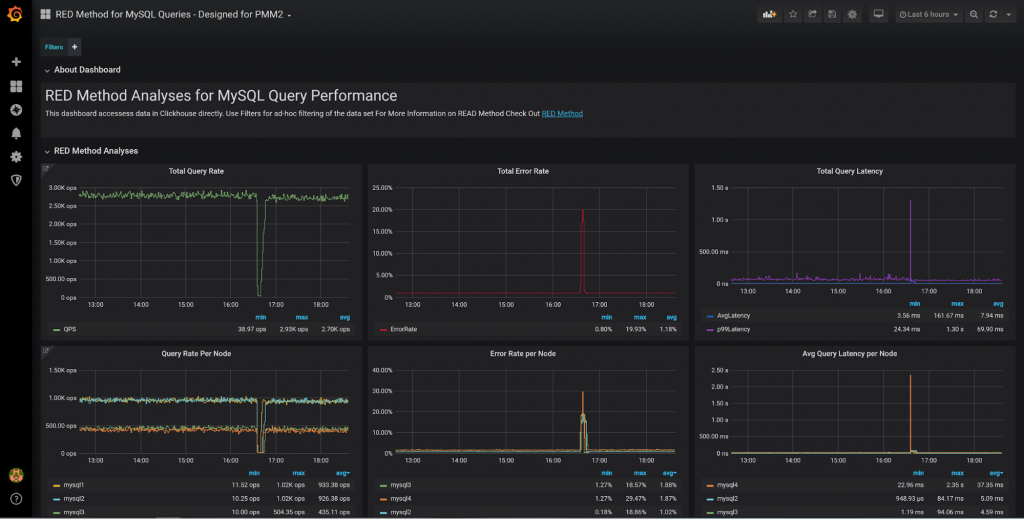 RED Method for MySQL Queries - Designed for PMM2
Last 6 hours
Filters
About Dashboard
RED Method Analyses for MySQL Query Performance
This dashboard accessess data in Clickhouse directly. Use Filters for ad-hoc filtering of the data set For More Information on READ Method Check Out RED Method
RED Method Analyses
Total Query Rate
3.00K ops
2.50K ops
2.00K ops
1.50K ops
1.00K ops
500.00 ops
0 ops
13:00 14:00 15:00 16:00 17:00 18:00
min max avg
QPS 38.97 ops 2.93K ops 2.70K ops
Total Error Rate
25.00%
20.00%
15.00%
10.00%
5.00%
0%
13:00 14:00 15:00 16:00 17:00 18:00
min max avg
ErrorRate 0.80% 19.93% 1.18%
Total Query Latency
1.50 s
1.00 s
500.00 ms
0 ns
13:00 14:00 15:00 16:00 17:00 18:00
min max avg
AvgLatency 3.56 ms 161.67 ms 7.94 ms
p99Latency 24.34 ms 1.30 s 69.90 ms
Query Rate Per Node
1.50K ops
1.00K ops
500.00 ops
0 ops
13:00 14:00 15:00 16:00 17:00 18:00
min max avg
mysql1 11.52 ops 1.02K ops 933.38 ops
mysql2 10.25 ops 1.02K ops 926.38 ops
mysql3 10.00 ops 504.35 ops 435.11 ops
Error Rate per Node
40.00%
30.00%
20.00%
10.00%
0%
13:00 14:00 15:00 16:00 17:00 18:00
min max avg
mysql3 1.27% 18.57% 1.88%
mysql4 1.27% 29.47% 1.87%
mysql2 0.18% 18.86% 1.02%
Avg Query Latency per Node
2.50 s
2.00 s
1.50 s
1.00 s
500.00 ms
0 ns
13:00 14:00 15:00 16:00 17:00 18:00
min max avg
mysql4 22.96 ms 2.35 s 37.35 ms
mysql2 948.93 µs 84.17 ms 5.09 ms
mysql3 1.19 ms 94.06 ms 4.59 ms